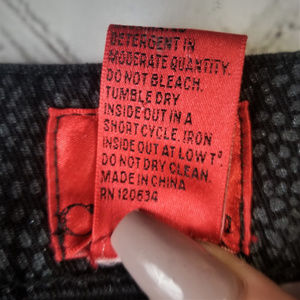 DETERGENT IN
MODERATE QUANTITY.
DO NOT BLEACH.
TUMBLE DRY
INSIDE OUT IN A
SHORT CYCLE. IRON
INSIDE OUT AT LOW T°
DO NOT DRY CLEAN.
MADE IN CHINA
RN 120634